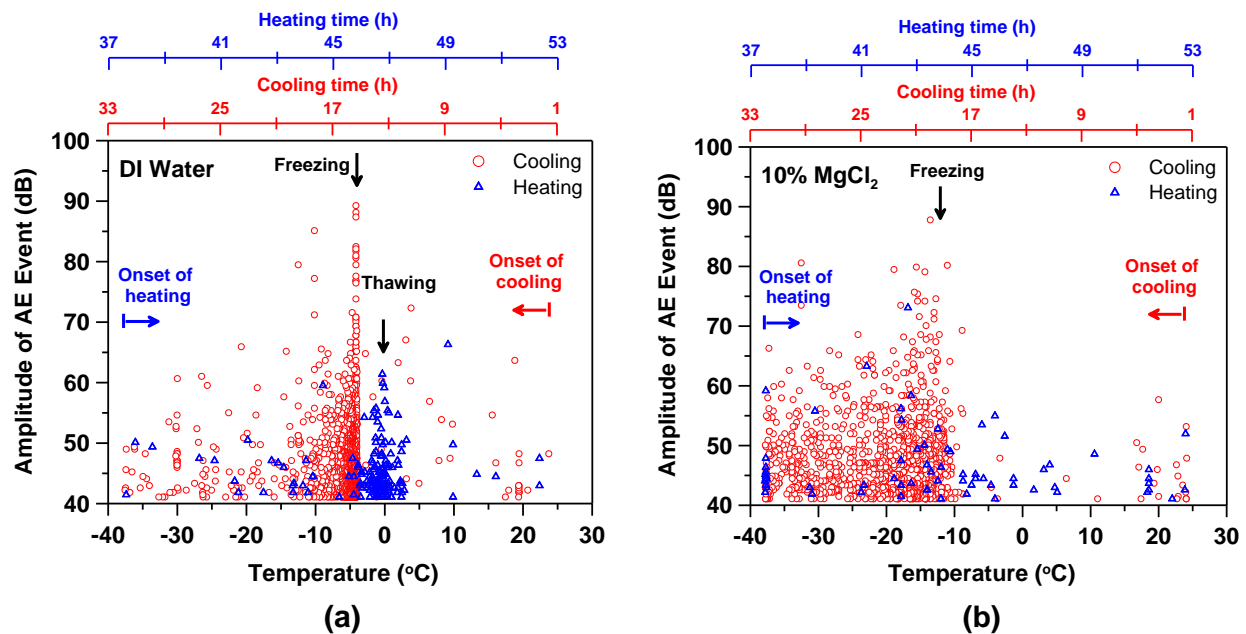 Heating time (h)
37 41 45 49 53
Cooling time (h)
33 25 17 9 1
100
90
80
70
60
50
40
Amplitude of AE Event (dB)
DI Water
Freezing
Cooling
Heating
Onset of
heating
Thawing
Onset of
cooling
-40 -30 -20 -10 0 10 20 30
Temperature (°C)
(a)
Heating time (h)
37 41 45 49 53
Cooling time (h)
33 25 17 9 1
100
90
80
70
60
50
40
Amplitude of AE Event (dB)
10% MgCl₂
Freezing
Cooling
Heating
Onset of
heating
Onset of
cooling
-40 -30 -20 -10 0 10 20 30
Temperature (°C)
(b)